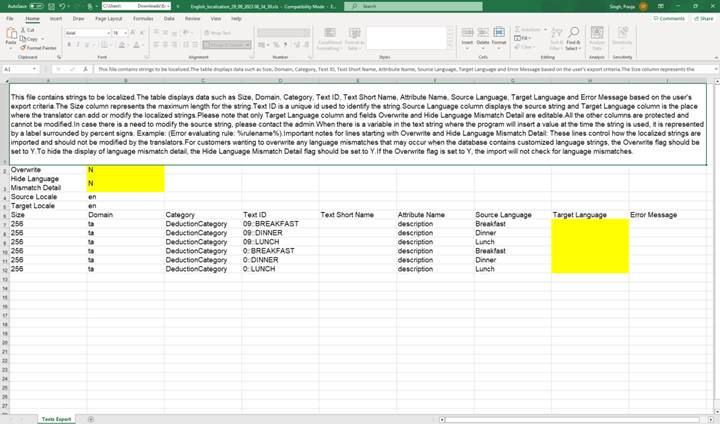 AutoSave Off
English_localisation_29_09_2023 08_34_39.xls - Compatibility Mode
Search
Singh, Pooja
File Home Insert Draw Page Layout Formulas Data Review View Help
Comments Share
Paste
Cut
Copy
Format Painter
Arial
Wrap Text
Styles
Insert Delete Format
AutoSum
Fill
Clear
Sort & Filter Find & Select
Analyze Data
A1 This file contains strings to be localized.The table displays data such as Size, Domain, Category, Text ID, Text Short Name, Attribute Name, Source Language, Target Language and Error Message based on the user's export criteria.The Size column represents the
A B C D E F G H I
This file contains strings to be localized.The table displays data such as Size, Domain, Category, Text ID, Text Short Name, Attribute Name, Source Language, Target Language and Error Message based on the user's
export criteria.The Size column represents the maximum length for the string.Text ID is a unique id used to identify the string.Source Language column displays the source string and Target Language column is the place
where the translator can add or modify the localized strings.Please note that only Target Language column and fields Overwrite and Hide Language Mismatch Detail are editable.All the other columns are protected and
cannot be modified.In case there is a need to modify the source string, please contact the admin.When there is a variable in the text string where the program will insert a value at the time the string is used, it is represented
by a label surrounded by percent signs. Example: (Error evaluating rule: %rulename%).Important notes for lines starting with Overwrite and Hide Language Mismatch Detail: These lines control how the localized strings are
imported and should not be modified by the translators.For customers wanting to overwrite any language mismatches that may occur when the database contains customized language strings, the Overwrite flag should be
set to Y.To hide the display of language mismatch detail, the Hide Language Mismatch Detail flag should be set to Y.If the Overwrite flag is set to Y, the import will not check for language mismatches.
1
2 Overwrite N
Hide Language
3 Mismatch Detail N
4 Source Locale en
5 Target Locale en
6 Size Domain Category Text ID Text Short Name Attribute Name Source Language Target Language Error Message
7 256 ta DeductionCategory 09::BREAKFAST description Breakfast
8 256 ta DeductionCategory 09::DINNER description Dinner
9 256 ta DeductionCategory 09::LUNCH description Lunch
10 256 ta DeductionCategory 0::BREAKFAST description Breakfast
11 256 ta DeductionCategory 0::DINNER description Dinner
12 256 ta DeductionCategory 0::LUNCH description Lunch
13
14
15
16
17
18
19
20
21
22
23
24
25
26
27
Texts Export